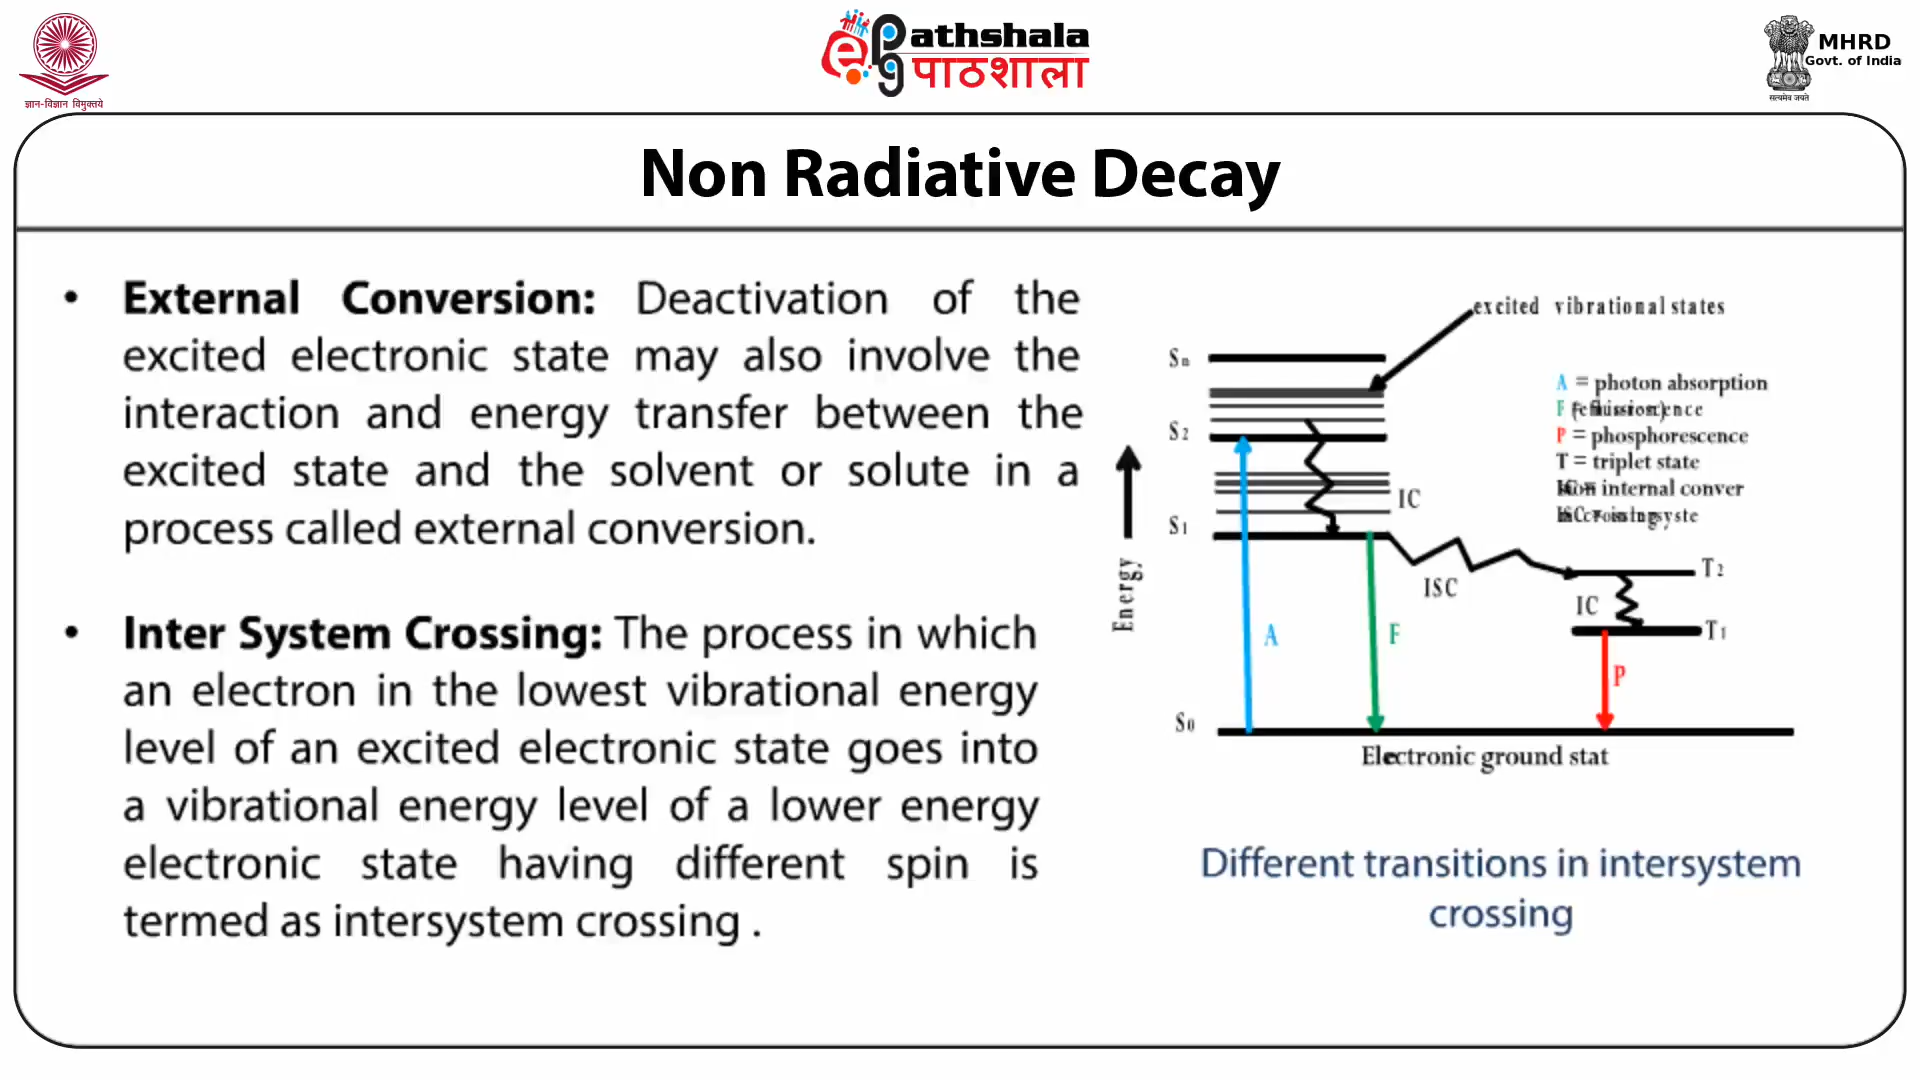 ज्ञान-विज्ञान विमुक्तये
ePathshala
पाठशाला
MHRD
Govt. of India
सत्यमेव जयते
Non Radiative Decay
• External Conversion: Deactivation of the
excited electronic state may also involve the
interaction and energy transfer between the
excited state and the solvent or solute in a
process called external conversion.
• Inter System Crossing: The process in which
an electron in the lowest vibrational energy
level of an excited electronic state goes into
a vibrational energy level of a lower energy
electronic state having different spin is
termed as intersystem crossing .
excited vibrational states
Sn
A = photon absorption
F
S2
P = phosphorescence
T = triplet state
internal conver
IC
S1
T2
ISC
IC
Energy
T1
A
F
P
S0
Electronic ground stat
Different transitions in intersystem
crossing